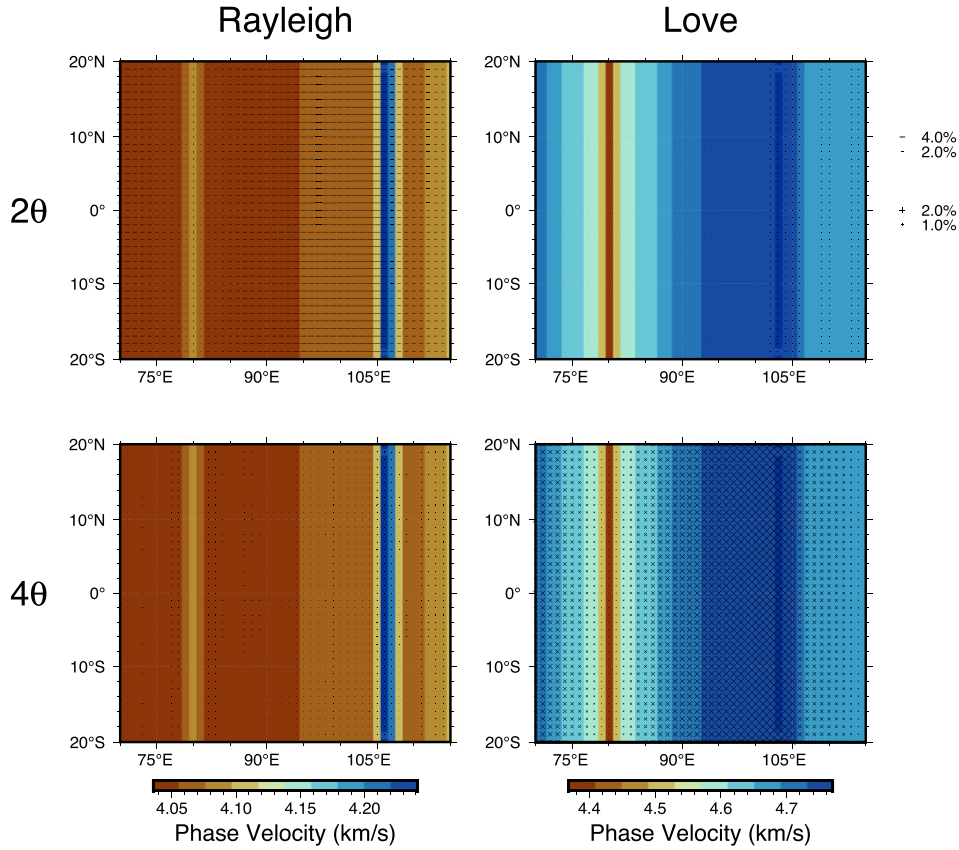 Rayleigh Love
2θ
20°N
10°N
0°
10°S
20°S
75°E 90°E 105°E
20°N
10°N
0°
10°S
20°S
75°E 90°E 105°E
4.0%
2.0%
2.0%
1.0%
4θ
20°N
10°N
0°
10°S
20°S
75°E 90°E 105°E
20°N
10°N
0°
10°S
20°S
75°E 90°E 105°E
4.05 4.10 4.15 4.20
Phase Velocity (km/s)
4.4 4.5 4.6 4.7
Phase Velocity (km/s)